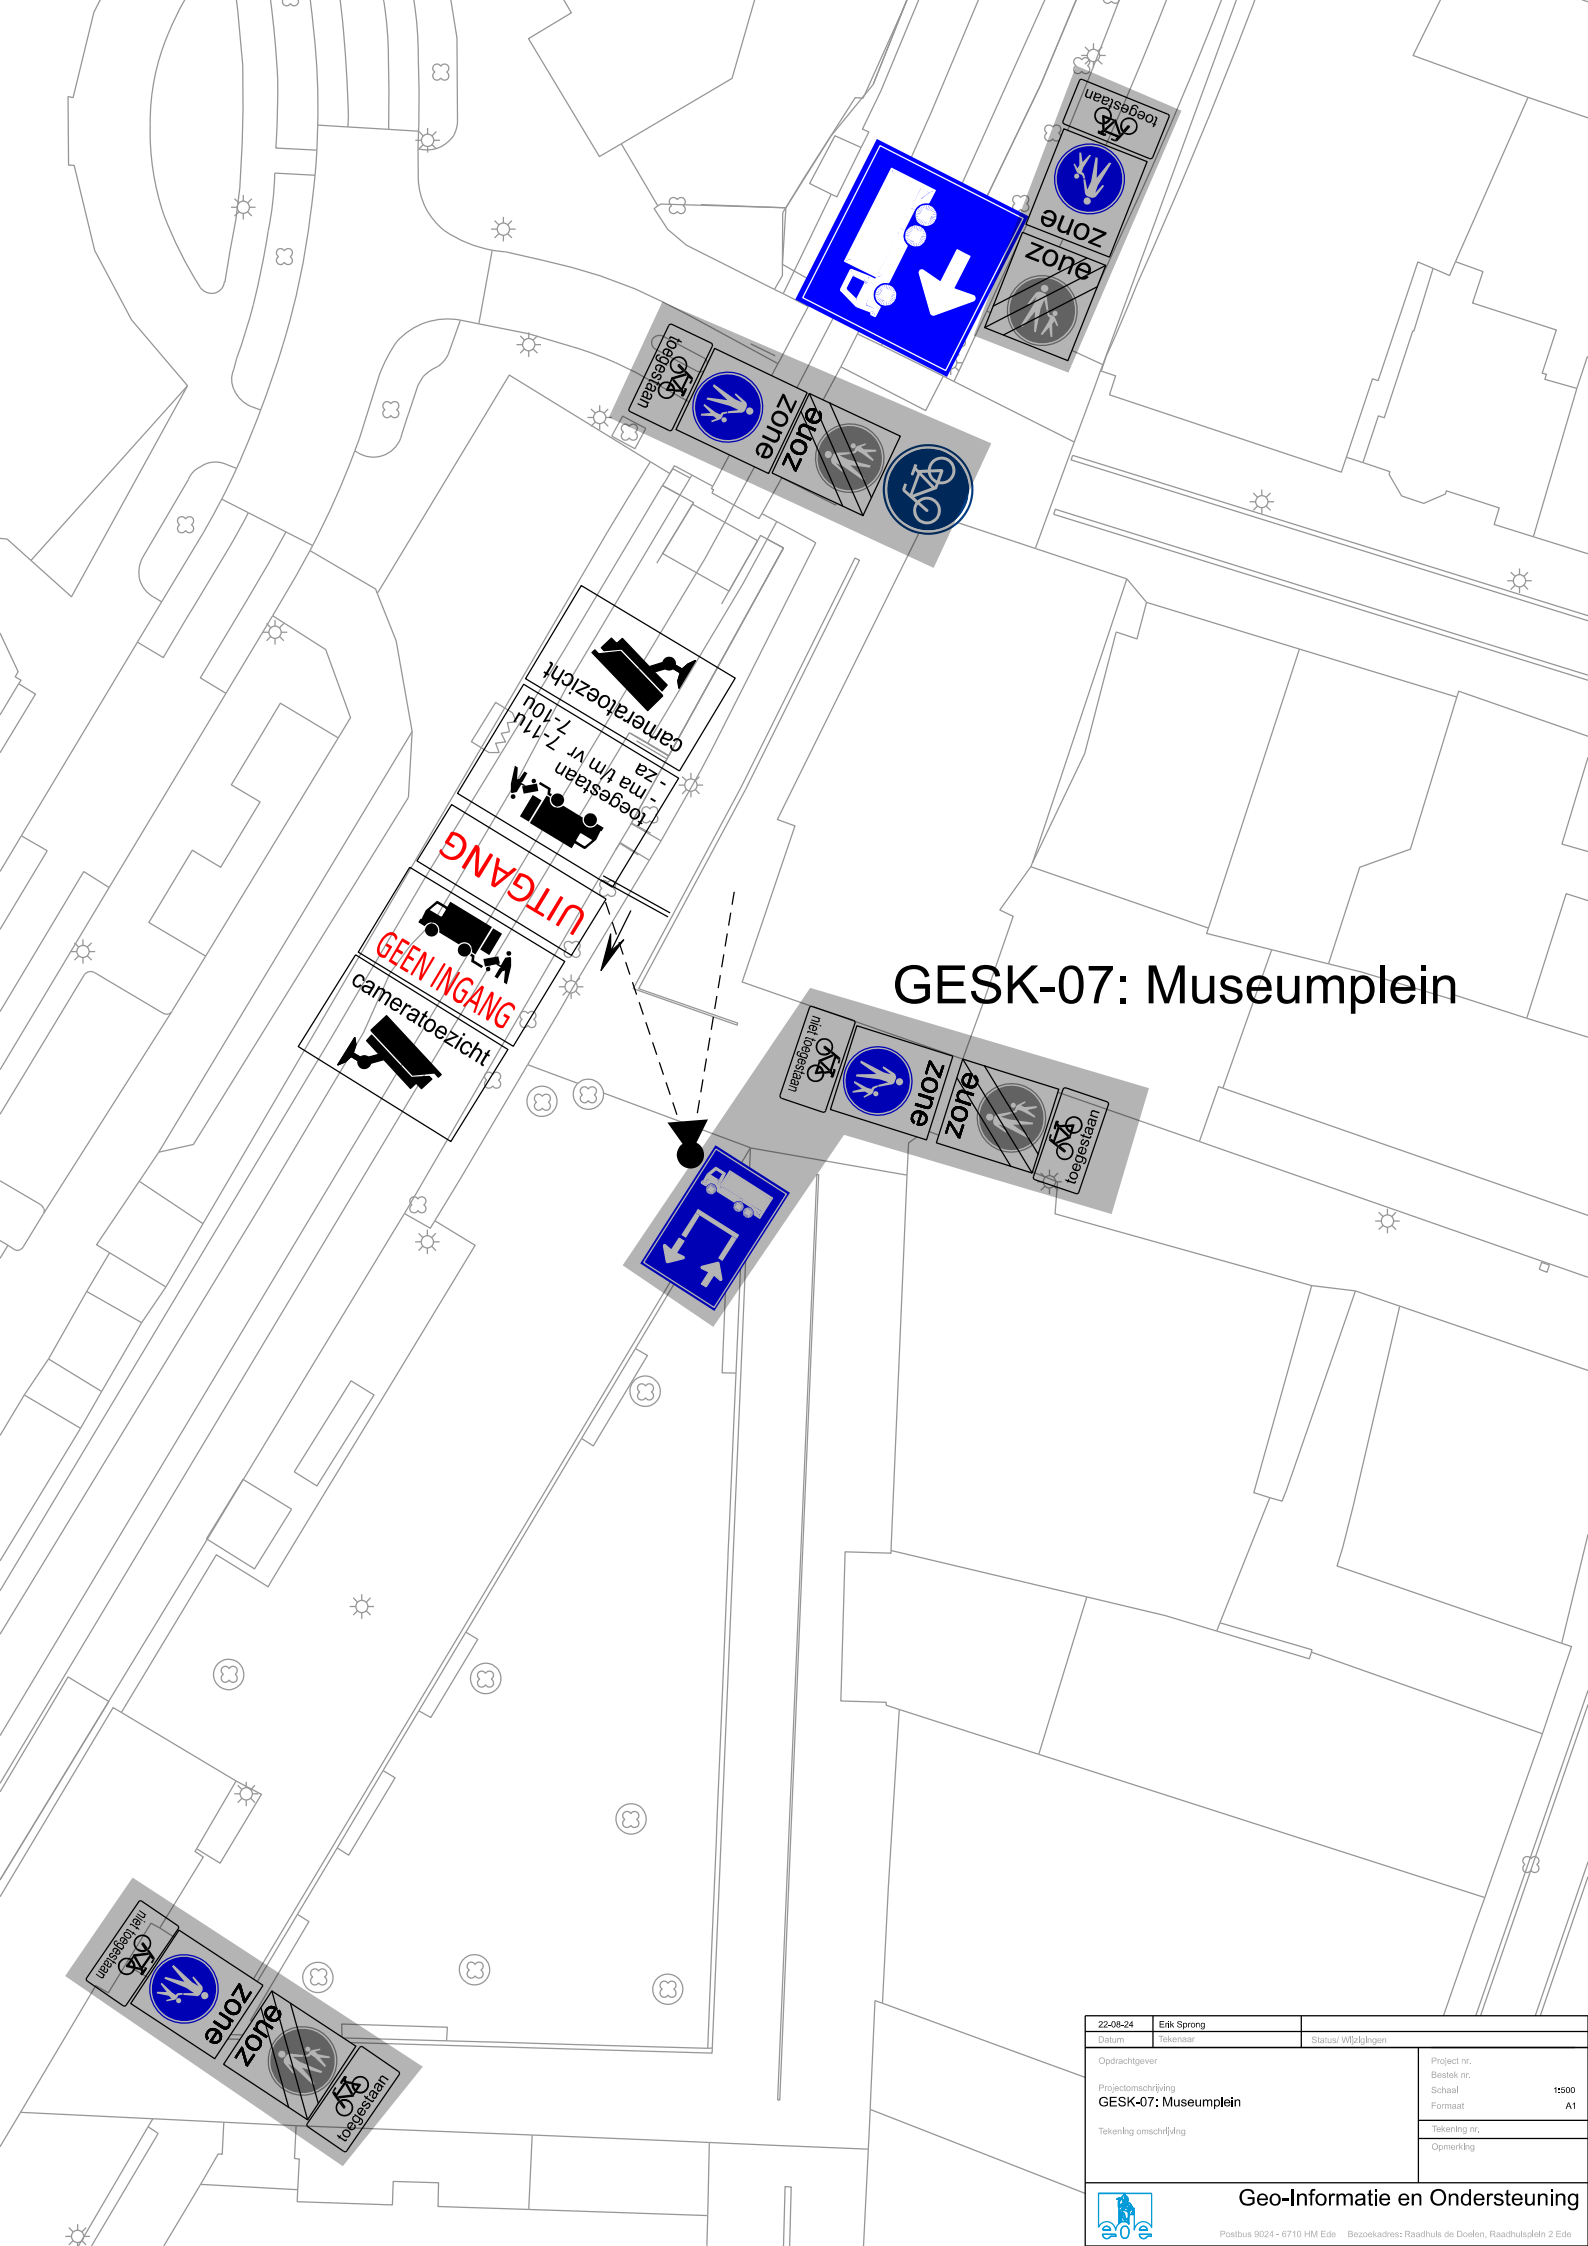 toegestaan
zone
zone
toegestaan
zone
zone
cameratoezicht
toegestaan
- ma t/m vr 7-11u
- za 7-10u
UITGANG
GEEN INGANG
cameratoezicht
GESK-07: Museumplein
niet toegestaan
zone
zone
toegestaan
niet toegestaan
zone
zone
toegestaan
22-08-24 Erik Sprong
Datum Tekenaar Status/ Wijzigingen
Opdrachtgever
Projectomschrijving
GESK-07: Museumplein
Tekening omschrijving
Project nr.
Bestek nr.
Schaal 1:500
Formaat A1
Tekening nr.
Opmerking
ede
Geo-Informatie en Ondersteuning
Postbus 9024 - 6710 HM Ede Bezoekadres: Raadhuis de Doelen, Raadhuisplein 2 Ede